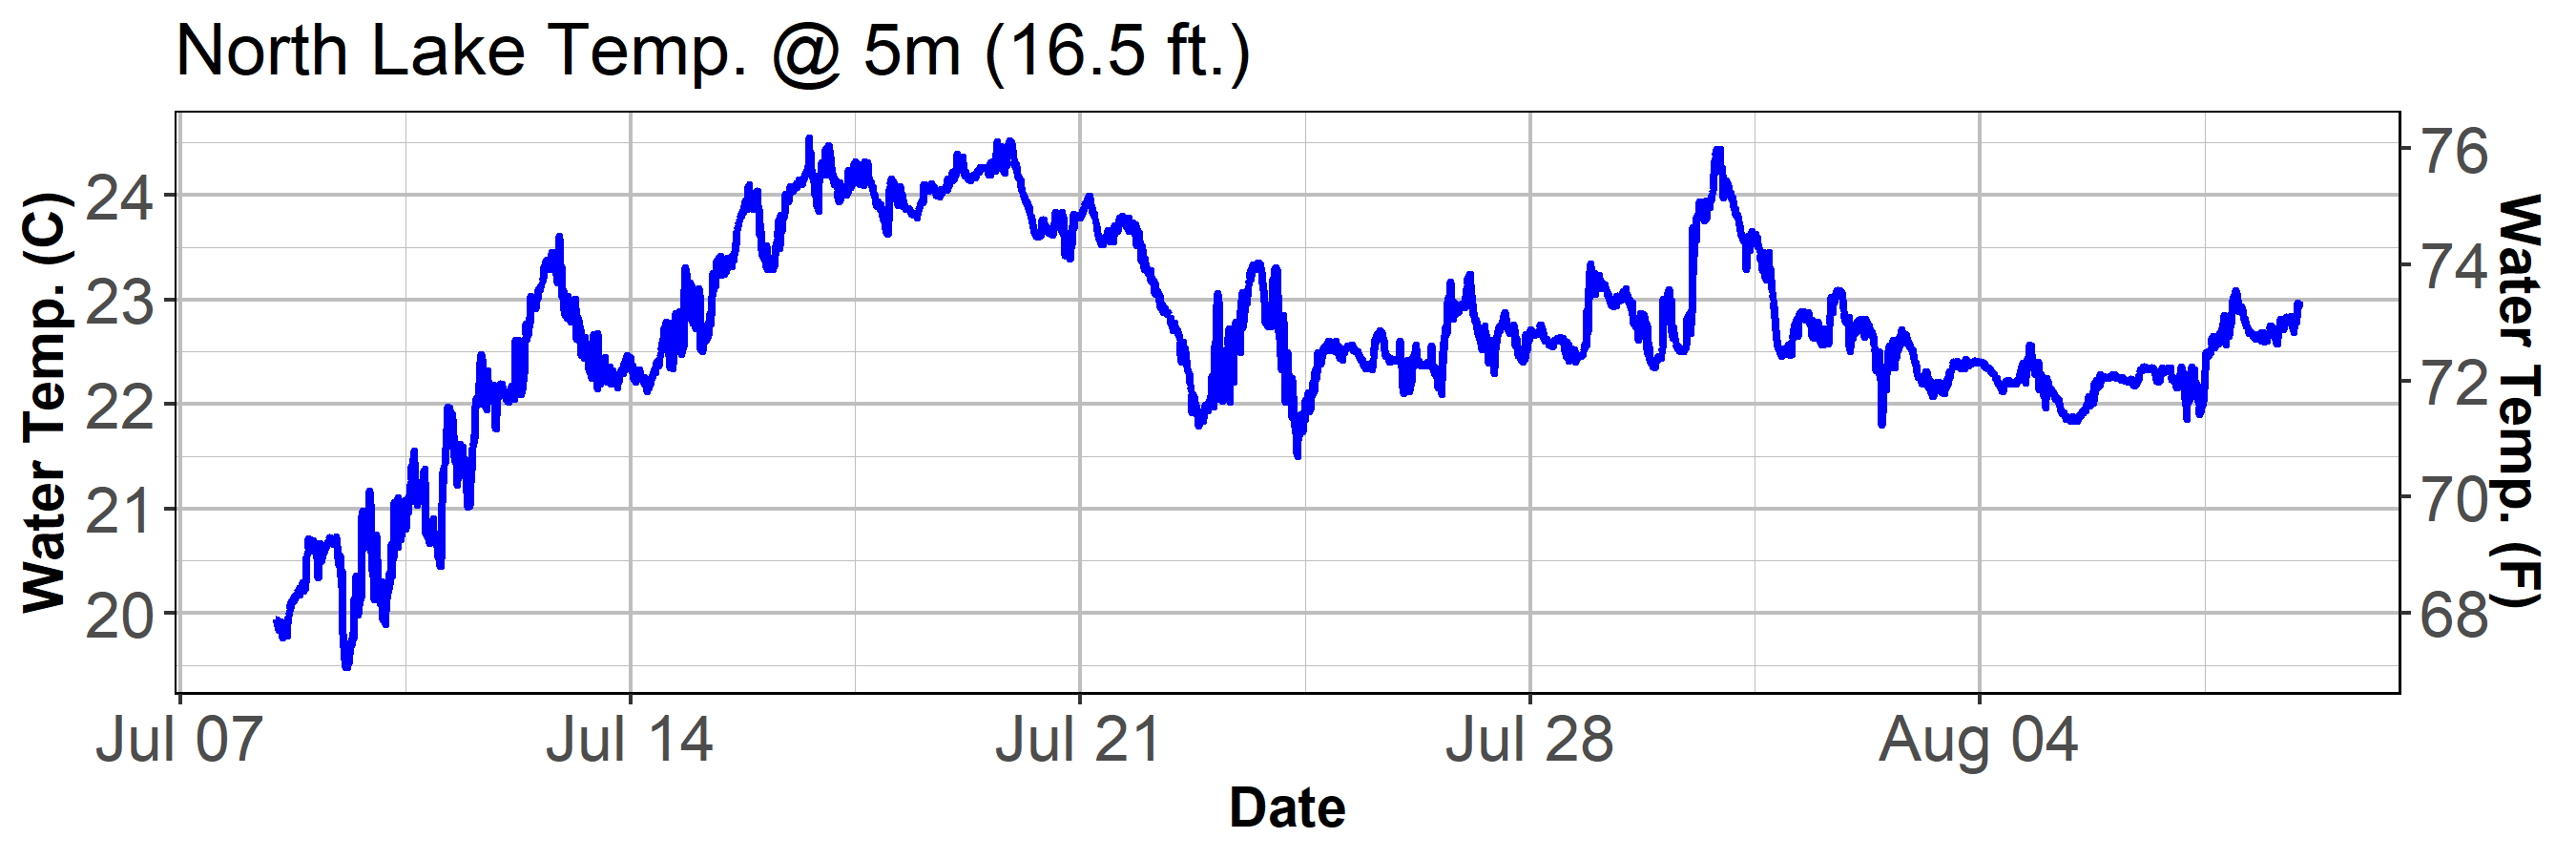 North Lake Temp. @ 5m (16.5 ft.)
Water Temp. (C)
24
23
22
21
20
76
74
72
70
68
Water Temp. (F)
Jul 07
Jul 14
Jul 21
Jul 28
Aug 04
Date